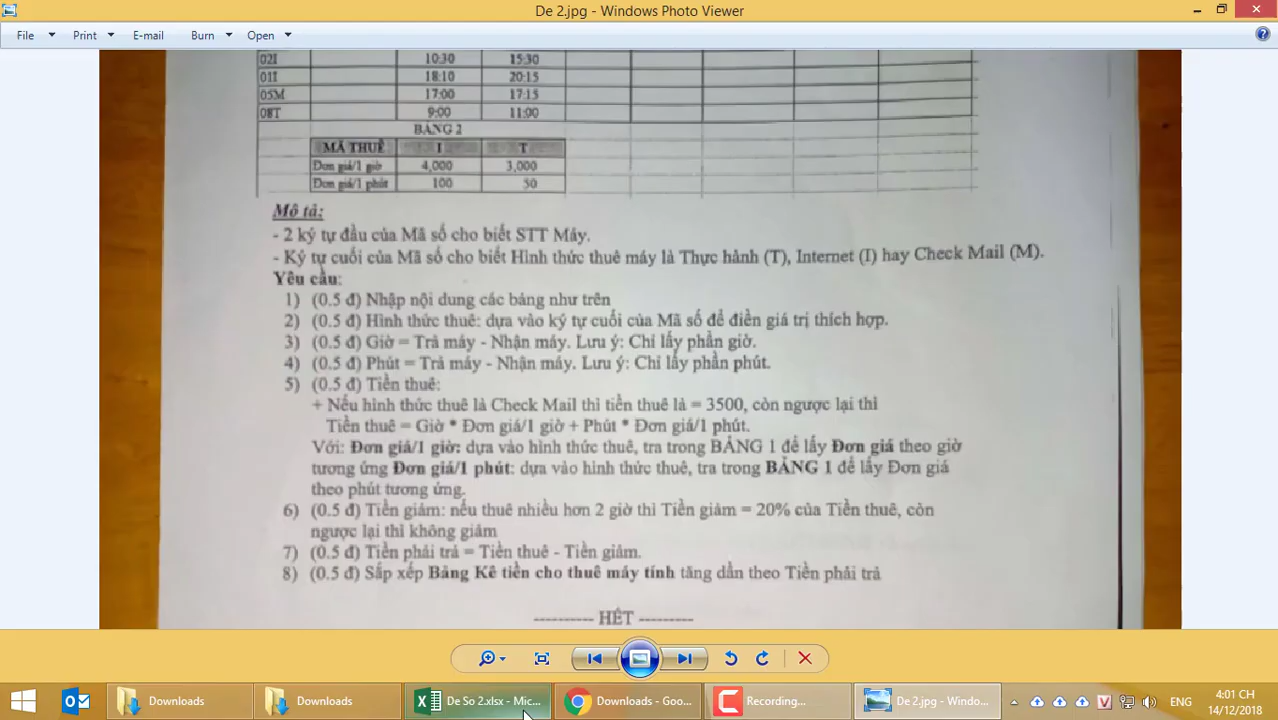 De 2.jpg - Windows Photo Viewer
File Print E-mail Burn Open
02I 10:30 15:30
01I 18:10 20:15
05M 17:00 17:15
08T 9:00 11:00
BẢNG 2
MÃ THUÊ I T
Đơn giá/1 giờ 4,000 3,000
Đơn giá/1 phút 100 50
Mô tả:
- 2 ký tự đầu của Mã số cho biết STT Máy.
- Ký tự cuối của Mã số cho biết Hình thức thuê máy là Thực hành (T), Internet (I) hay Check Mail (M).
Yêu cầu:
1) (0.5 đ) Nhập nội dung các bảng như trên
2) (0.5 đ) Hình thức thuê: dựa vào ký tự cuối của Mã số để điền giá trị thích hợp.
3) (0.5 đ) Giờ = Trả máy - Nhận máy. Lưu ý: Chỉ lấy phần giờ.
4) (0.5 đ) Phút = Trả máy - Nhận máy. Lưu ý: Chỉ lấy phần phút.
5) (0.5 đ) Tiền thuê:
+ Nếu hình thức thuê là Check Mail thì tiền thuê là = 3500, còn ngược lại thì
Tiền thuê = Giờ * Đơn giá/1 giờ + Phút * Đơn giá/1 phút.
Với: Đơn giá/1 giờ: dựa vào hình thức thuê, tra trong BẢNG 1 để lấy Đơn giá theo giờ
tương ứng Đơn giá/1 phút: dựa vào hình thức thuê, tra trong BẢNG 1 để lấy Đơn giá
theo phút tương ứng.
6) (0.5 đ) Tiền giảm: nếu thuê nhiều hơn 2 giờ thì Tiền giảm = 20% của Tiền thuê, còn
ngược lại thì không giảm
7) (0.5 đ) Tiền phải trả = Tiền thuê - Tiền giảm.
8) (0.5 đ) Sắp xếp Bảng Kê tiền cho thuê máy tính tăng dần theo Tiền phải trả
---------- HẾT ---------
Downloads Downloads De So 2.xlsx - Mic... Downloads - Goo... Recording... De 2.jpg - Windo... ENG 4:01 CH
14/12/2018